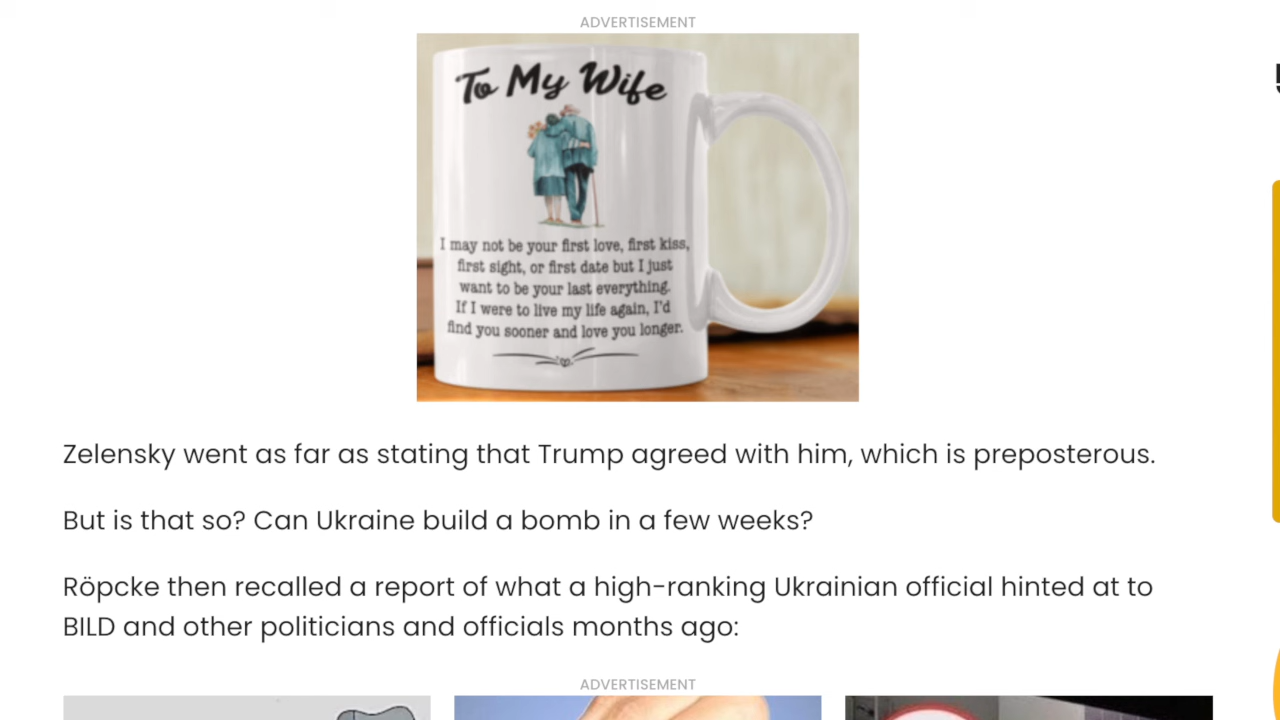 ADVERTISEMENT
To My Wife
I may not be your first love, first kiss,
first sight, or first date but I just
want to be your last everything.
If I were to live my life again, I'd
find you sooner and love you longer.
Zelensky went as far as stating that Trump agreed with him, which is preposterous.
But is that so? Can Ukraine build a bomb in a few weeks?
Röpcke then recalled a report of what a high-ranking Ukrainian official hinted at to
BILD and other politicians and officials months ago:
ADVERTISEMENT